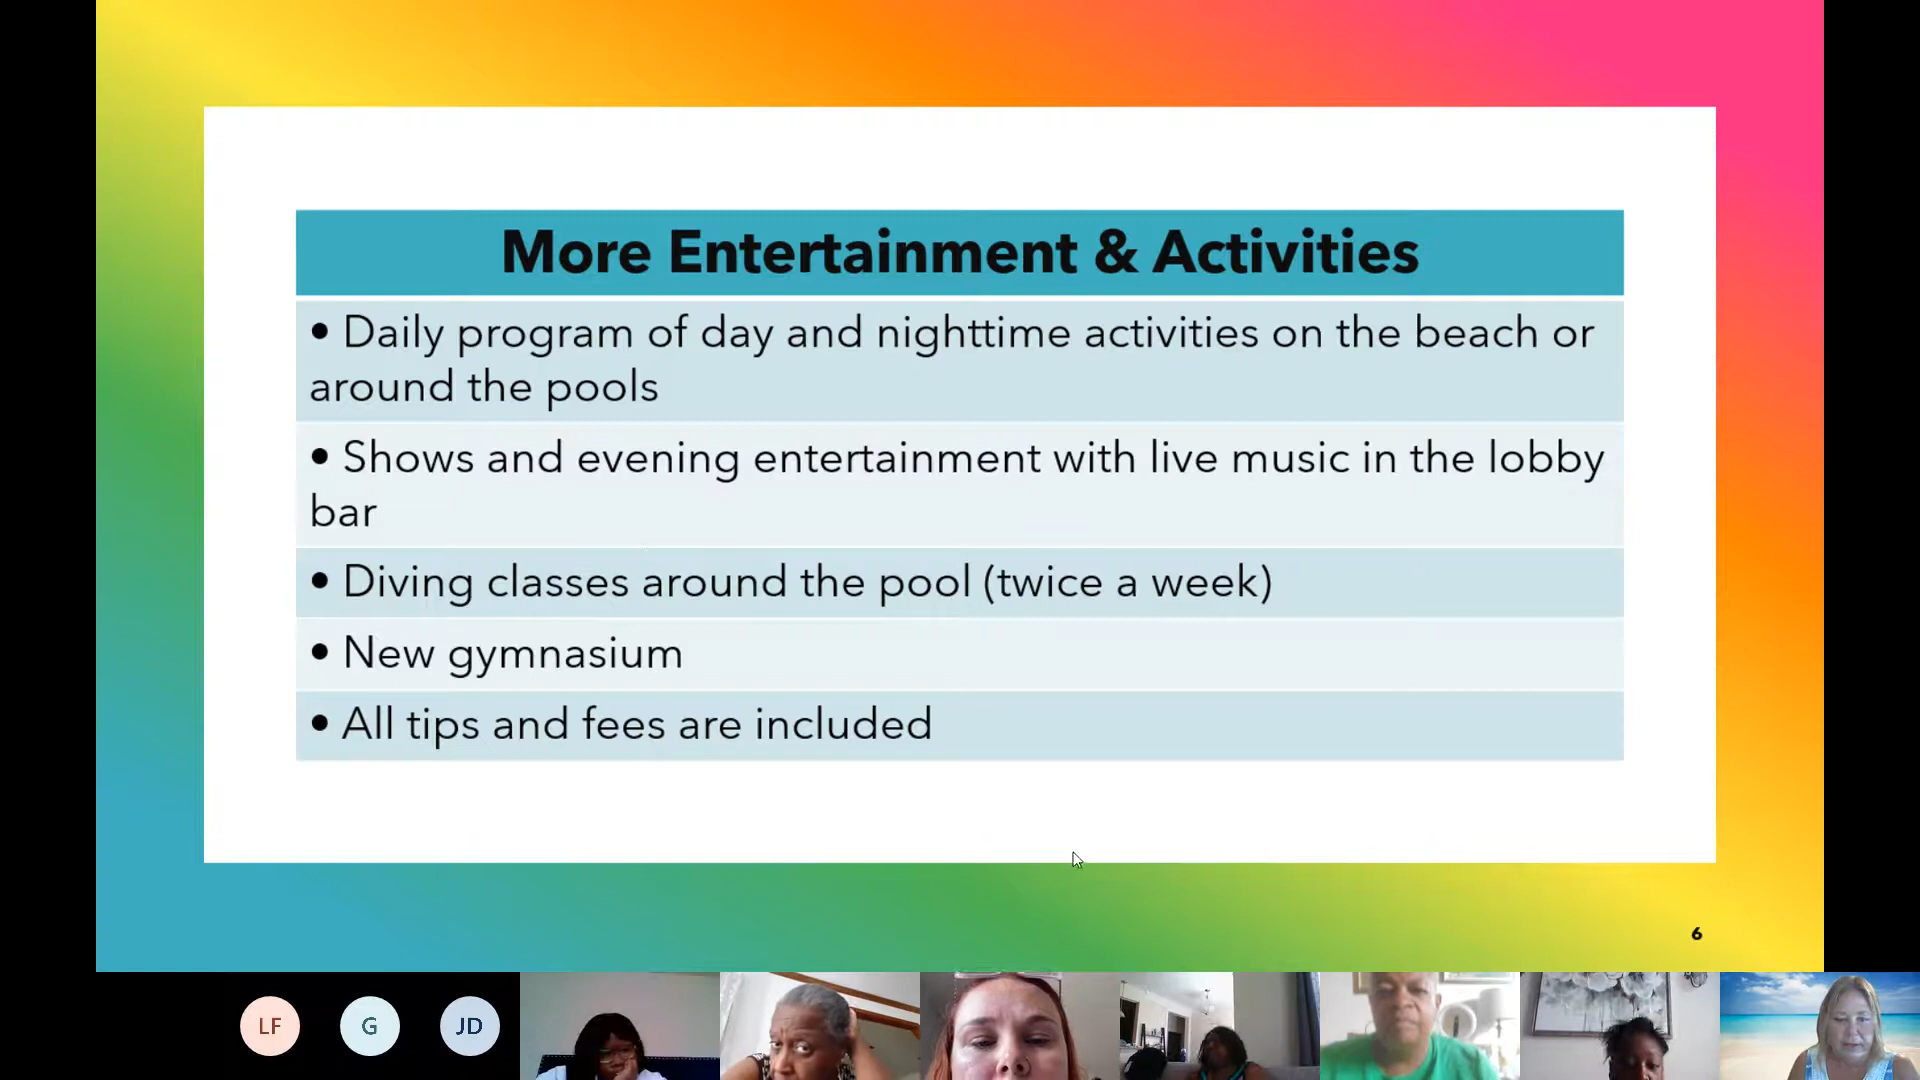 More Entertainment & Activities
• Daily program of day and nighttime activities on the beach or
around the pools
• Shows and evening entertainment with live music in the lobby
bar
• Diving classes around the pool (twice a week)
• New gymnasium
• All tips and fees are included
6
LF
G
JD